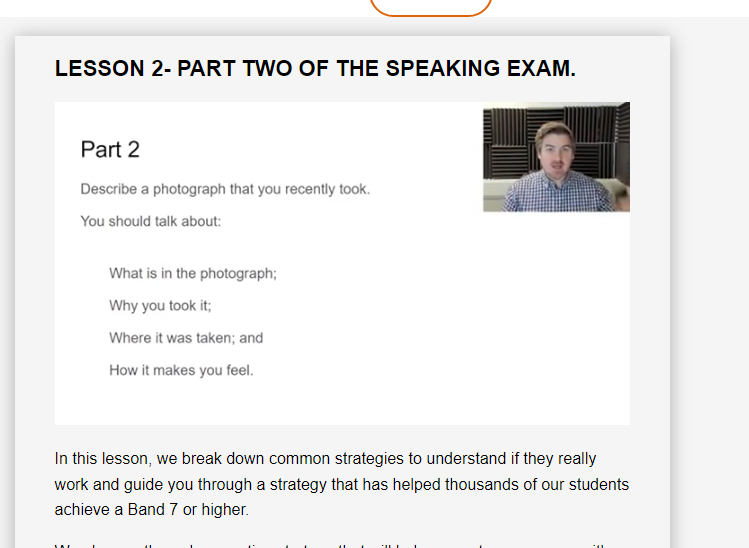 LESSON 2- PART TWO OF THE SPEAKING EXAM.
Part 2
Describe a photograph that you recently took.
You should talk about:
What is in the photograph;
Why you took it;
Where it was taken; and
How it makes you feel.
In this lesson, we break down common strategies to understand if they really
work and guide you through a strategy that has helped thousands of our students
achieve a Band 7 or higher.